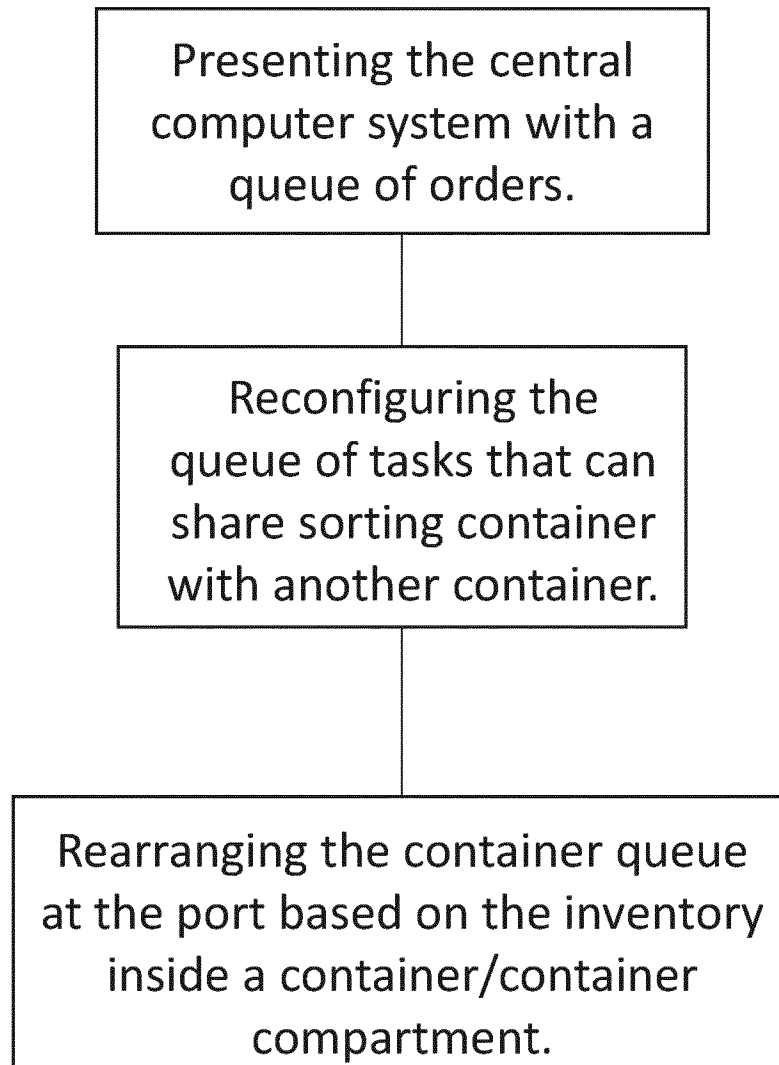 Presenting the central
computer system with a
queue of orders.
Reconfiguring the
queue of tasks that can
share sorting container
with another container.
Rearranging the container queue
at the port based on the inventory
inside a container/container
compartment.